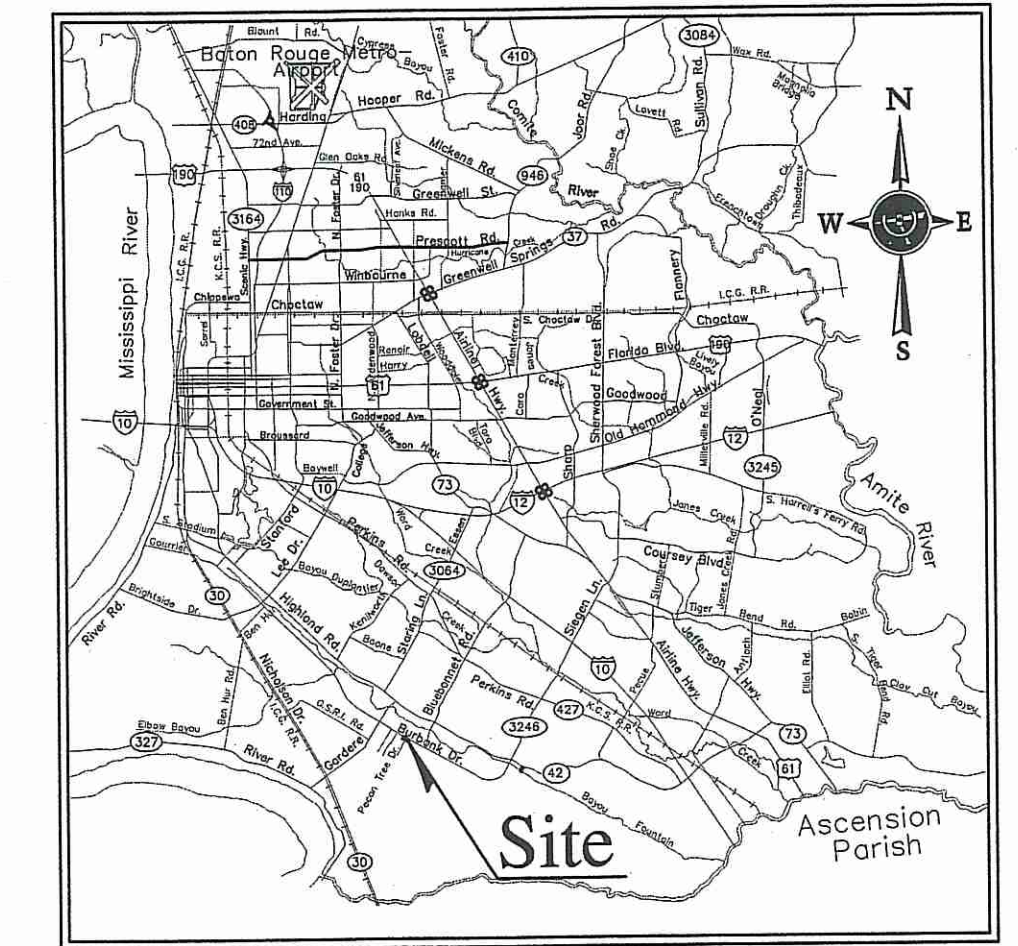 Blount Rd.
Baton Rouge Metro-
Airport
Cypress
Bayou
Foster Rd.
410
3084
Wax Rd.
Magnolia
Bridge
Hooper Rd.
Comite
River
Joor Rd.
Lovett
Rd.
Sullivan Rd.
Shoe Ck.
N
W
E
S
408
Harding
72nd Ave.
Glen Oaks Rd.
Mickens Rd.
946
190
110
61
190
Greenwell St.
Draughn Ck.
Thibodeaux
3164
Hanks Rd.
N. Foster Dr.
Prescott Rd.
Hurricane
Creek
Greenwell Springs Rd.
37
Mississippi River
I.C.G. R.R.
K.C.S. R.R.
Scenic Hwy.
Winbourne
Flannery
I.C.G. R.R.
Choctaw
S. Choctaw Dr.
Choctaw
N. Foster Dr.
Lobdell
Airline
Hwy.
Monterrey
Sherwood Forest Blvd.
Florida Blvd.
190
Lively
Bayou
Renoir
Harry
61
Creek
Goodwood
Government St.
Goodwood Ave.
Old Hammond Hwy.
Millerville Rd.
O'Neal
10
Broussard
Jefferson Hwy.
Tara
Blvd.
Sharp
12
3245
College
10
73
12
Jones Creek
S. Harrell's Ferry Rd.
Amite
River
S. Stadium
Gourrier
Stanford
Perkins Rd.
Ward
Creek
Essen
3064
Coursey Blvd.
Jones Creek Rd.
Lee Dr.
Bayou Duplantier
Dawson
Creek
Brightside Dr.
30
River Rd.
Highland Rd.
Kenilworth
Boone
Staring Ln.
Bluebonnet Rd.
Siegen Ln.
Tiger Bend Rd.
Babin
S. Tiger
Bend Rd.
Antioch
Elliot Rd.
Clay Cut Bayou
Ben Hur
Ben Hur Rd.
Nicholson Dr.
I.C.G. R.R.
G.S.R.I. Rd.
Jefferson
Hwy.
Airline Hwy.
10
Perkins Rd.
427
K.C.S. R.R.
Ward
Creek
3246
73
61
Elbow Bayou
327
River Rd.
Gardere
Burbank Dr.
Pecan Tree Dr.
42
Bayou
Fountain
Site
Ascension
Parish
30